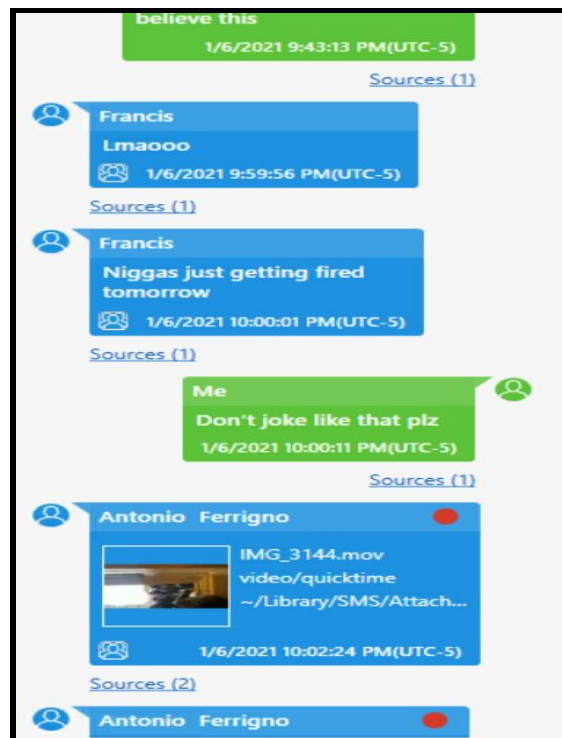 believe this
1/6/2021 9:43:13 PM(UTC-5)
Sources (1)
Francis
Lmaooo
1/6/2021 9:59:56 PM(UTC-5)
Sources (1)
Francis
Niggas just getting fired
tomorrow
1/6/2021 10:00:01 PM(UTC-5)
Sources (1)
Me
Don't joke like that plz
1/6/2021 10:00:11 PM(UTC-5)
Sources (1)
Antonio Ferrigno
IMG_3144.mov
video/quicktime
~/Library/SMS/Attach...
1/6/2021 10:02:24 PM(UTC-5)
Sources (2)
Antonio Ferrigno